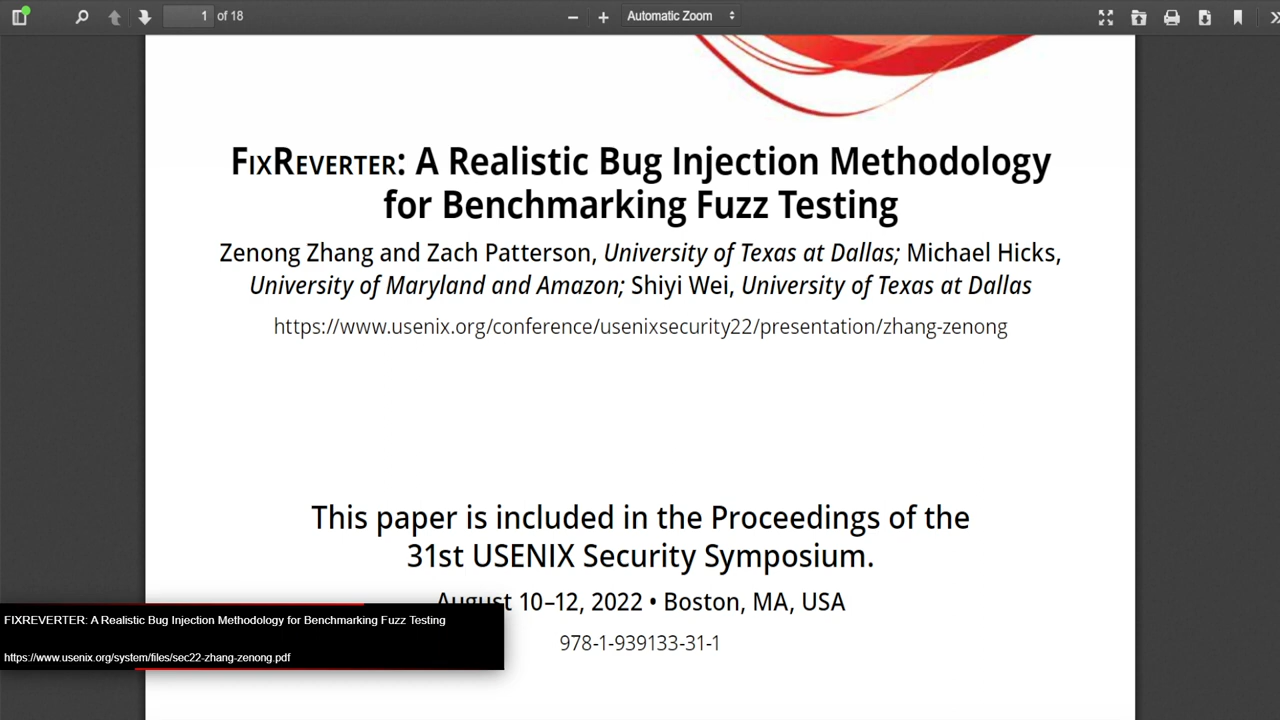 1 of 18
Automatic Zoom
FIXREVERTER: A Realistic Bug Injection Methodology
for Benchmarking Fuzz Testing
Zenong Zhang and Zach Patterson, University of Texas at Dallas; Michael Hicks,
University of Maryland and Amazon; Shiyi Wei, University of Texas at Dallas
https://www.usenix.org/conference/usenixsecurity22/presentation/zhang-zenong
This paper is included in the Proceedings of the
31st USENIX Security Symposium.
August 10–12, 2022 • Boston, MA, USA
978-1-939133-31-1
FIXREVERTER: A Realistic Bug Injection Methodology for Benchmarking Fuzz Testing
https://www.usenix.org/system/files/sec22-zhang-zenong.pdf